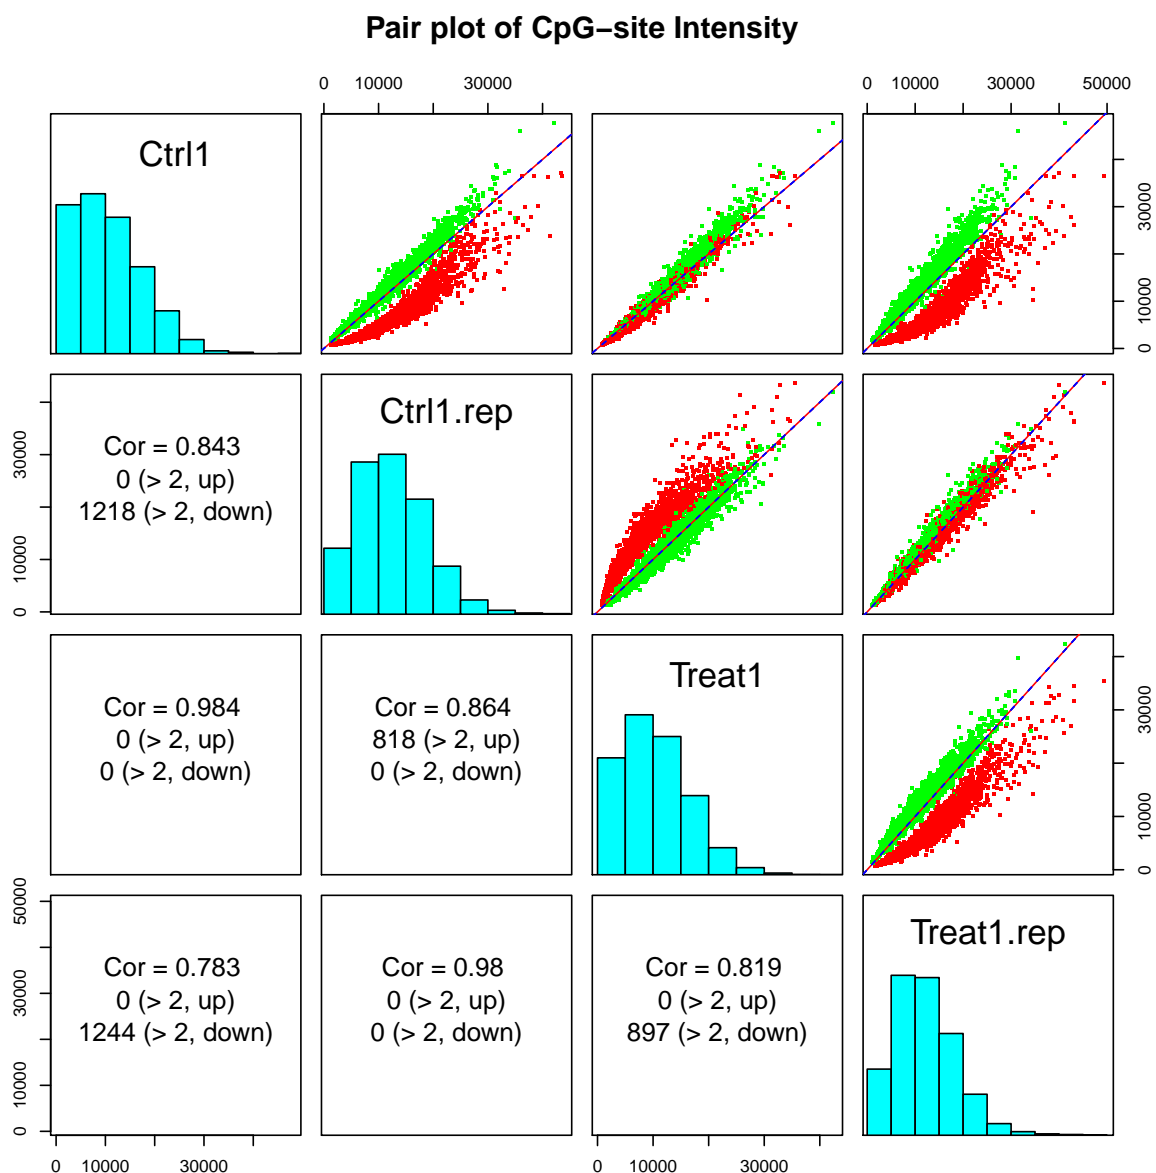 Pair plot of CpG−site Intensity
0 10000 30000
0 10000 30000 50000
Ctrl1
0 10000 30000
Cor = 0.843
0 (> 2, up)
1218 (> 2, down)
Ctrl1.rep
0 10000 30000
Cor = 0.984
0 (> 2, up)
0 (> 2, down)
Cor = 0.864
818 (> 2, up)
0 (> 2, down)
Treat1
0 10000 30000
Cor = 0.783
0 (> 2, up)
1244 (> 2, down)
Cor = 0.98
0 (> 2, up)
0 (> 2, down)
Cor = 0.819
0 (> 2, up)
897 (> 2, down)
Treat1.rep
0 10000 30000 50000
0 10000 30000
0 10000 30000